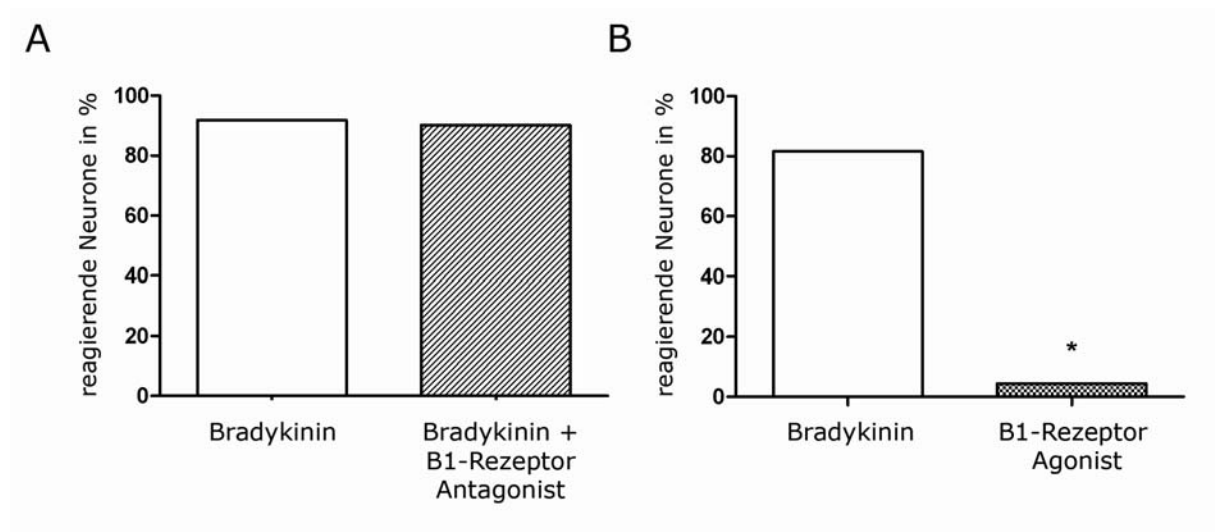 A
reagierende Neurone in %
100
80
60
40
20
0
Bradykinin
Bradykinin +
B1-Rezeptor
Antagonist
B
reagierende Neurone in %
100
80
60
40
20
0
*
Bradykinin
B1-Rezeptor
Agonist